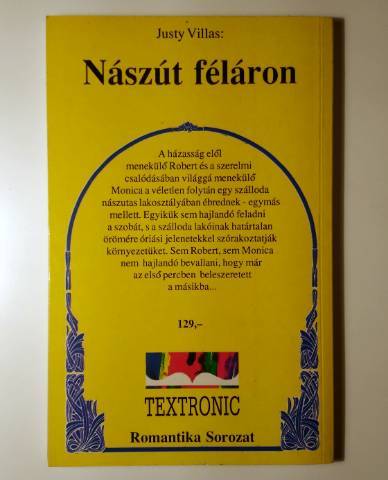 Justy Villas:
Nászút féláron
A házasság elől
menekülő Robert és a szerelmi
csalódásában világgá menekülő
Monica a véletlen folytán egy szálloda
nászutas lakosztályában ébrednek - egymás
mellett. Egyikük sem hajlandó feladni
a szobát, s a szálloda lakóinak határtalan
örömére óriási jelenetekkel szórakoztatják
környezetüket. Sem Robert, sem Monica
nem hajlandó bevallani, hogy már
az első percben beleszeretett
a másikba...
129,–
TEXTRONIC
Romantika Sorozat